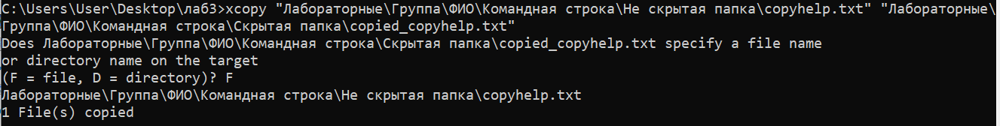 C:\Users\User\Desktop\лаб3>xcopy "Лабораторные\Группа\ФИО\Командная строка\Не скрытая папка\copyhelp.txt" "Лабораторные\
Группа\ФИО\Командная строка\Скрытая папка\copied_copyhelp.txt"
Does Лабораторные\Группа\ФИО\Командная строка\Скрытая папка\copied_copyhelp.txt specify a file name
or directory name on the target
(F = file, D = directory)? F
Лабораторные\Группа\ФИО\Командная строка\Не скрытая папка\copyhelp.txt
1 File(s) copied